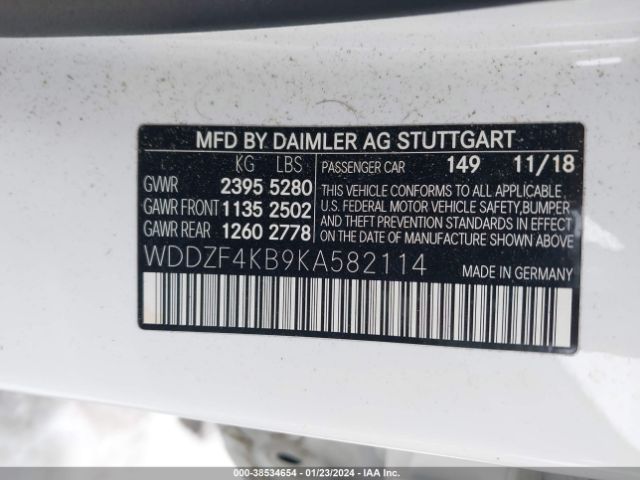 MFD BY DAIMLER AG STUTTGART
KG LBS PASSENGER CAR 149 11/18
GVWR 2395 5280
GAWR FRONT 1135 2502
GAWR REAR 1260 2778
THIS VEHICLE CONFORMS TO ALL APPLICABLE
U.S. FEDERAL MOTOR VEHICLE SAFETY, BUMPER
AND THEFT PREVENTION STANDARDS IN EFFECT
ON THE DATE OF MANUFACTURE SHOWN ABOVE.
WDDZF4KB9KA582114 MADE IN GERMANY
000-38534654 / 01/23/2024 - IAA, Inc.